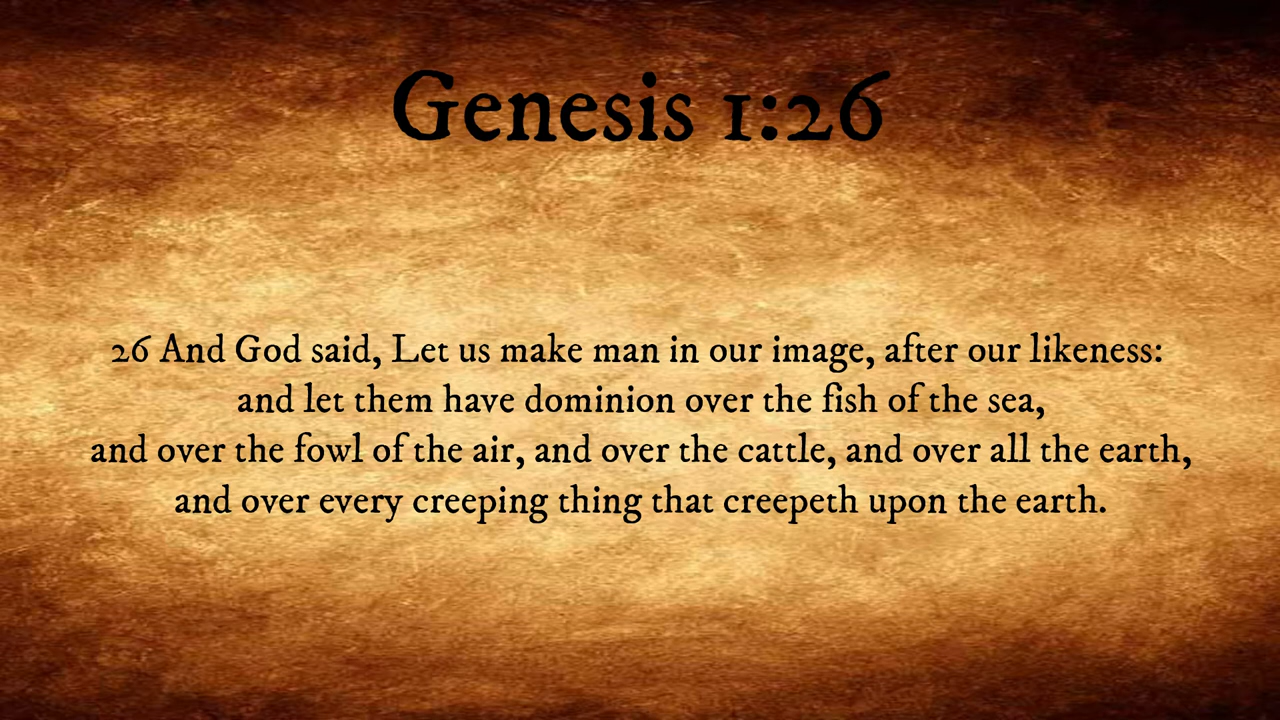 Genesis 1:26
26 And God said, Let us make man in our image, after our likeness:
and let them have dominion over the fish of the sea,
and over the fowl of the air, and over the cattle, and over all the earth,
and over every creeping thing that creepeth upon the earth.